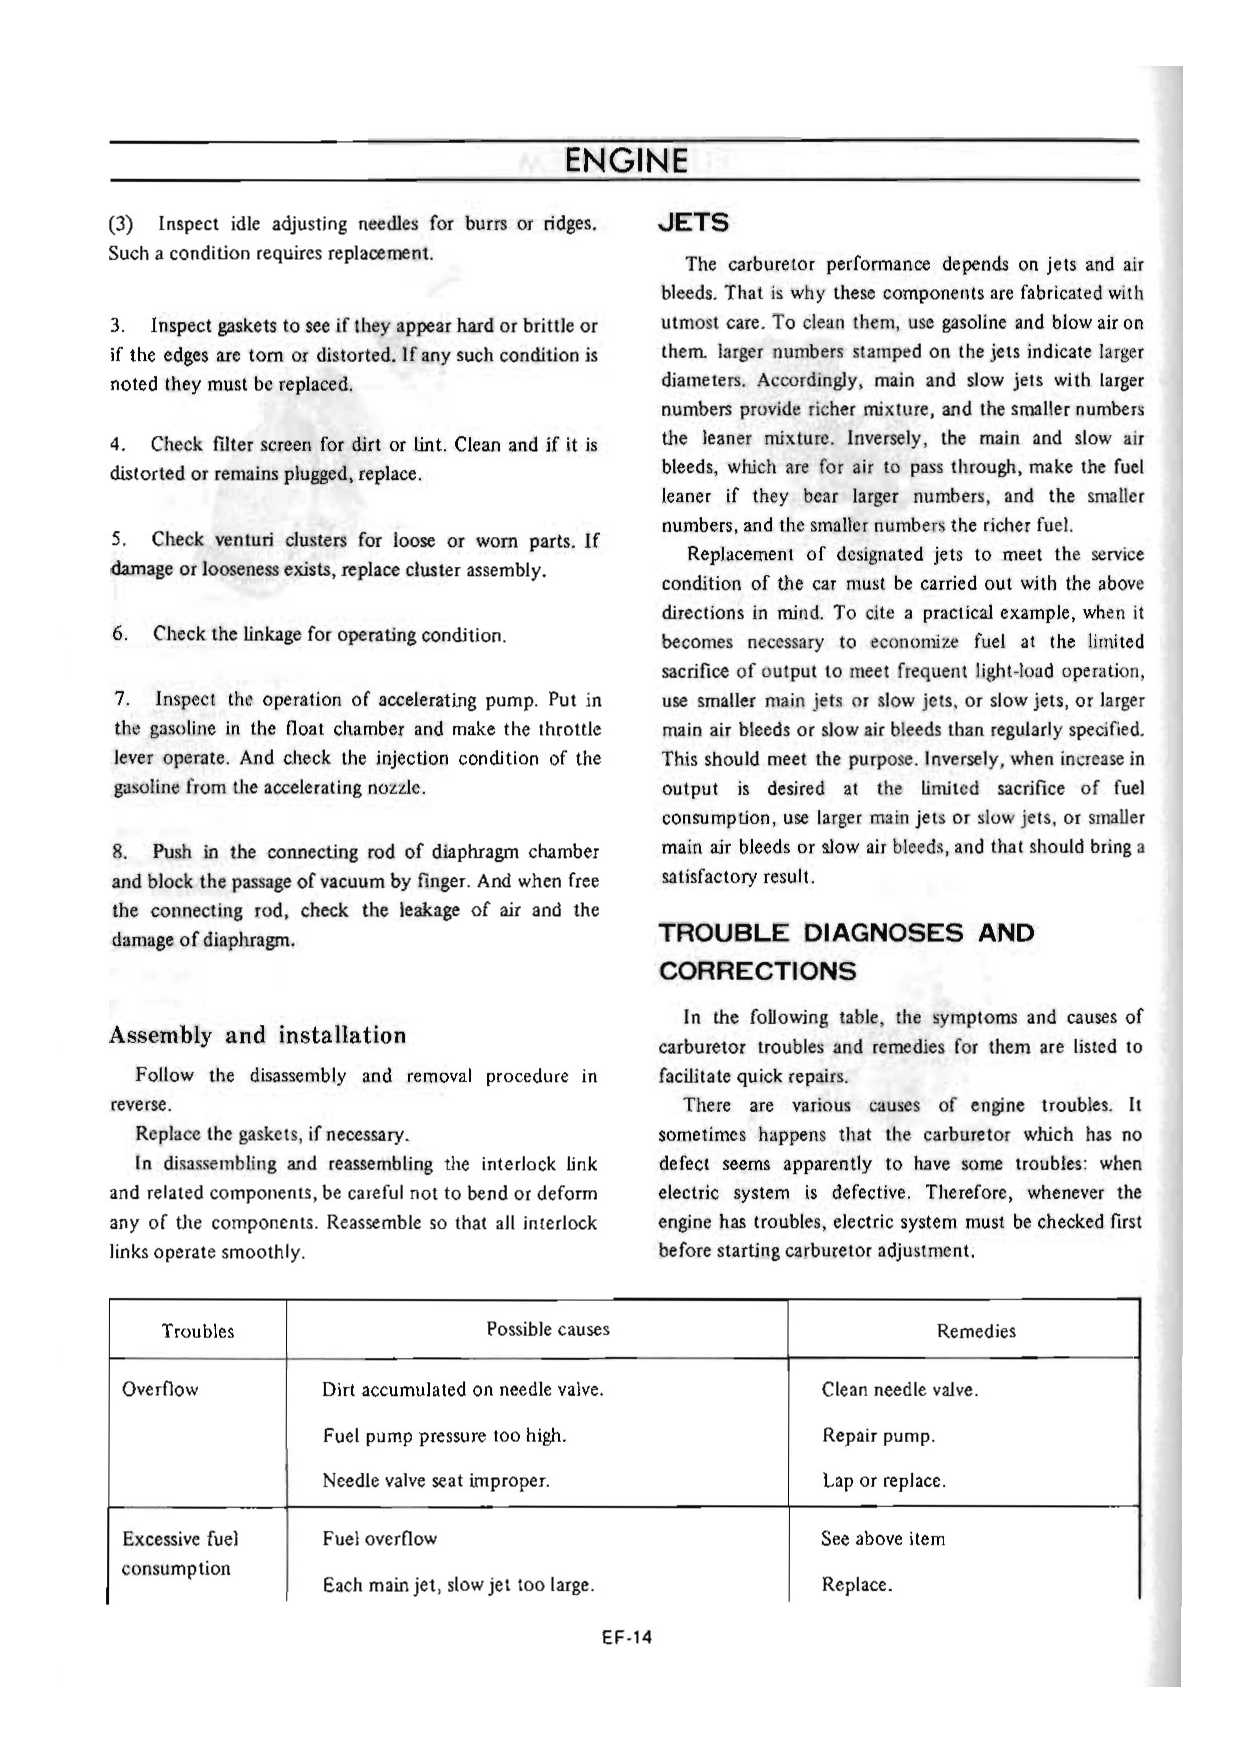 ENGINE
(3) Inspect idle adjusting needles for burrs or ridges.
Such a condition requires replacement.
3. Inspect gaskets to see if they appear hard or brittle or
if the edges are torn or distorted. If any such condition is
noted they must be replaced.
4. Check filter screen for dirt or lint. Clean and if it is
distorted or remains plugged, replace.
5. Check venturi clusters for loose or worn parts. If
damage or looseness exists, replace cluster assembly.
6. Check the linkage for operating condition.
7. Inspect the operation of accelerating pump. Put in
the gasoline in the float chamber and make the throttle
lever operate. And check the injection condition of the
gasoline from the accelerating nozzle.
8. Push in the connecting rod of diaphragm chamber
and block the passage of vacuum by finger. And when free
the connecting rod, check the leakage of air and the
damage of diaphragm.
Assembly and installation
Follow the disassembly and removal procedure in
reverse.
Replace the gaskets, if necessary.
In disassembling and reassembling the interlock link
and related components, be careful not to bend or deform
any of the components. Reassemble so that all interlock
links operate smoothly.
JETS
The carburetor performance depends on jets and air
bleeds. That is why these components are fabricated with
utmost care. To clean them, use gasoline and blow air on
them. larger numbers stamped on the jets indicate larger
diameters. Accordingly, main and slow jets with larger
numbers provide richer mixture, and the smaller numbers
the leaner mixture. Inversely, the main and slow air
bleeds, which are for air to pass through, make the fuel
leaner if they bear larger numbers, and the smaller
numbers, and the smaller numbers the richer fuel.
Replacement of designated jets to meet the service
condition of the car must be carried out with the above
directions in mind. To cite a practical example, when it
becomes necessary to economize fuel at the limited
sacrifice of output to meet frequent light-load operation,
use smaller main jets or slow jets, or slow jets, or larger
main air bleeds or slow air bleeds than regularly specified.
This should meet the purpose. Inversely, when increase in
output is desired at the limited sacrifice of fuel
consumption, use larger main jets or slow jets, or smaller
main air bleeds or slow air bleeds, and that should bring a
satisfactory result.
TROUBLE DIAGNOSES AND
CORRECTIONS
In the following table, the symptoms and causes of
carburetor troubles and remedies for them are listed to
facilitate quick repairs.
There are various causes of engine troubles. It
sometimes happens that the carburetor which has no
defect seems apparently to have some troubles: when
electric system is defective. Therefore, whenever the
engine has troubles, electric system must be checked first
before starting carburetor adjustment.
Troubles Possible causes Remedies
Overflow Dirt accumulated on needle valve. Clean needle valve.
Fuel pump pressure too high. Repair pump.
Needle valve seat improper. Lap or replace.
Excessive fuel Fuel overflow See above item
consumption
Each main jet, slow jet too large. Replace.
EF-14